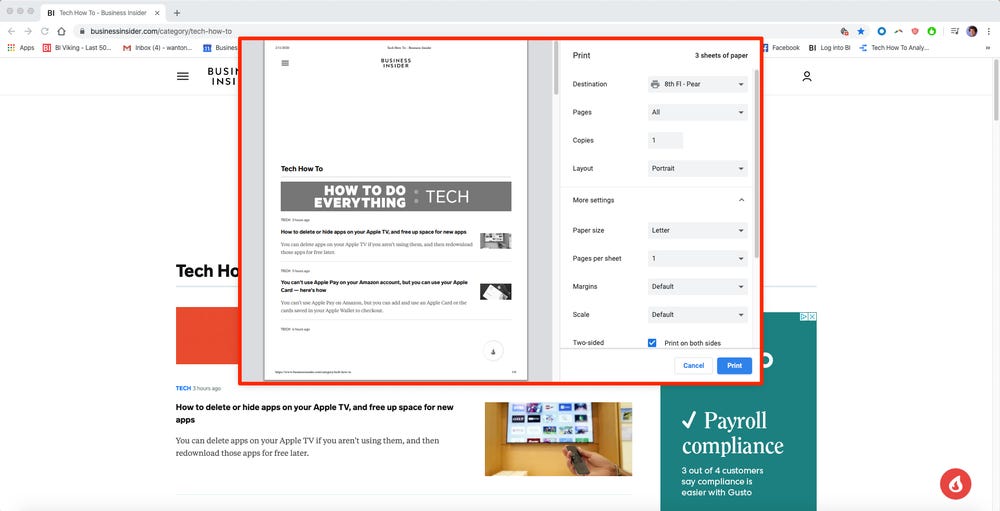 Tech How To - Business Insider
businessinsider.com/category/tech-how-to
Apps
BI Viking - Last 50...
Inbox (4) - wanton...
Busines
Facebook
BI Log into BI
Tech How To Analy...
BUSIN
INSI
Tech Ho
TECH 3 hours ago
How to delete or hide apps on your Apple TV, and free up space for new
apps
You can delete apps on your Apple TV if you aren't using them, and then
redownload those apps for free later.
2/13/2020
Tech How To - Business Insider
BUSINESS
INSIDER
Tech How To
HOW TO DO
EVERYTHING : TECH
TECH 3 hours ago
How to delete or hide apps on your Apple TV, and free up space for new apps
You can delete apps on your Apple TV if you aren't using them, and then redownload
those apps for free later.
TECH 5 hours ago
You can't use Apple Pay on your Amazon account, but you can use your Apple
Card — here's how
You can't use Apple Pay on Amazon, but you can add and use an Apple Card or the
cards saved in your Apple Wallet to checkout.
TECH 6 hours ago
https://www.businessinsider.com/category/tech-how-to
Print
3 sheets of paper
Destination
8th Fl - Pear
Pages
All
Copies
1
Layout
Portrait
More settings
Paper size
Letter
Pages per sheet
1
Margins
Default
Scale
Default
Two-sided
Print on both sides
Cancel
Print
✓ Payroll
compliance
3 out of 4 customers
say compliance is
easier with Gusto